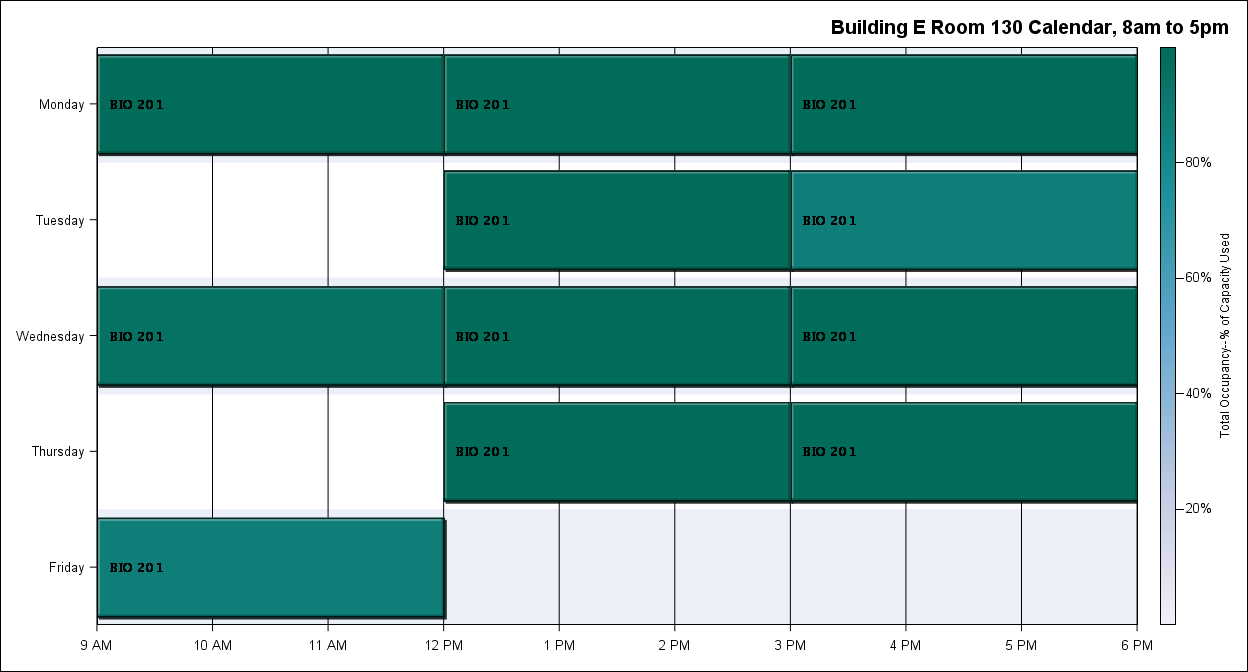 Building E Room 130 Calendar, 8am to 5pm
Monday
BIO 201
BIO 201
BIO 201
Tuesday
BIO 201
BIO 201
Wednesday
BIO 201
BIO 201
BIO 201
Thursday
BIO 201
BIO 201
Friday
BIO 201
9 AM
10 AM
11 AM
12 PM
1 PM
2 PM
3 PM
4 PM
5 PM
6 PM
80%
60%
40%
20%
Total Occupancy--% of Capacity Used